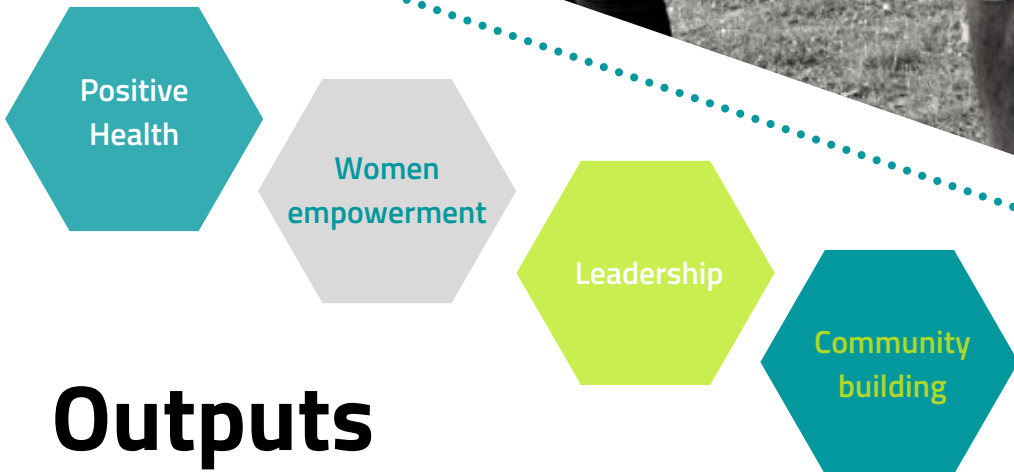 Positive
Health
Women
empowerment
Leadership
Community
building
Outputs